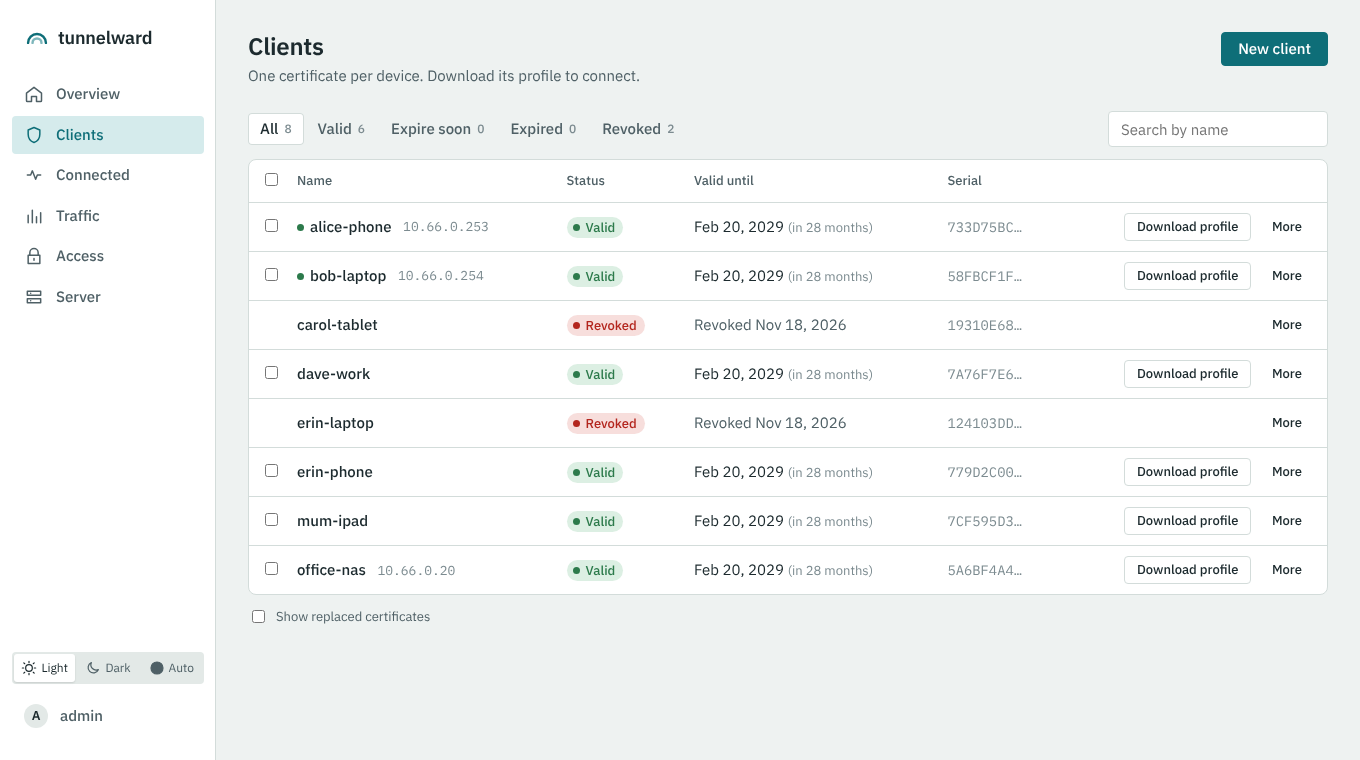 tunnelward
Overview
Clients
Connected
Traffic
Access
Server
Light Dark Auto
A admin
Clients
One certificate per device. Download its profile to connect.
New client
All 8 Valid 6 Expire soon 0 Expired 0 Revoked 2
Search by name
Name Status Valid until Serial
alice-phone 10.66.0.253 Valid Feb 20, 2029 (in 28 months) 733D75BC… Download profile More
bob-laptop 10.66.0.254 Valid Feb 20, 2029 (in 28 months) 58FBCF1F… Download profile More
carol-tablet Revoked Revoked Nov 18, 2026 19310E68… More
dave-work Valid Feb 20, 2029 (in 28 months) 7A76F7E6… Download profile More
erin-laptop Revoked Revoked Nov 18, 2026 124103DD… More
erin-phone Valid Feb 20, 2029 (in 28 months) 779D2C00… Download profile More
mum-ipad Valid Feb 20, 2029 (in 28 months) 7CF595D3… Download profile More
office-nas 10.66.0.20 Valid Feb 20, 2029 (in 28 months) 5A6BF4A4… Download profile More
Show replaced certificates